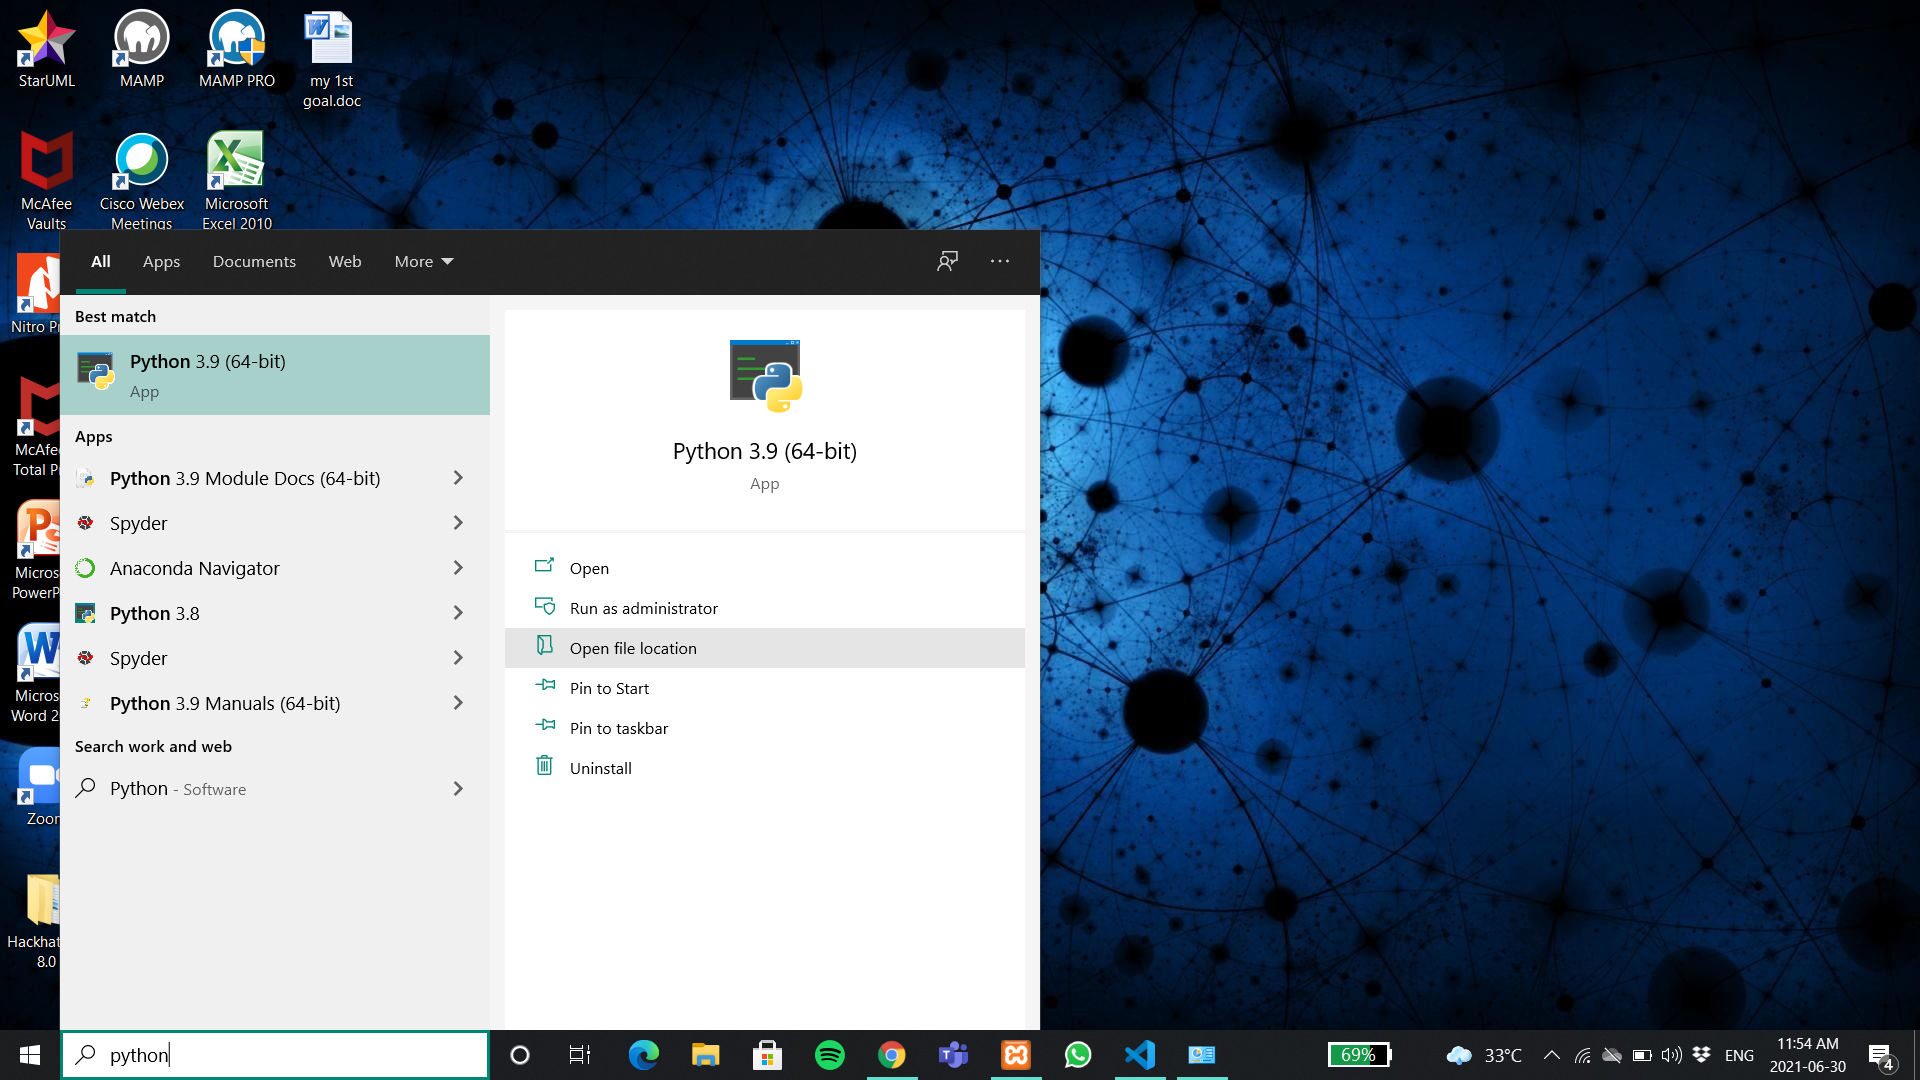 StarUML
MAMP
MAMP PRO
my 1st
goal.doc
McAfee
Vaults
Cisco Webex
Meetings
Microsoft
Excel 2010
Nitro Pr
McAfe
Total Pr
Micros
PowerP
Micros
Word 2
Zoor
Hackhat
8.0
All
Apps
Documents
Web
More
Best match
Python 3.9 (64-bit)
App
Apps
Python 3.9 Module Docs (64-bit)
Spyder
Anaconda Navigator
Python 3.8
Spyder
Python 3.9 Manuals (64-bit)
Search work and web
Python - Software
Python 3.9 (64-bit)
App
Open
Run as administrator
Open file location
Pin to Start
Pin to taskbar
Uninstall
python
69%
33°C
ENG
11:54 AM
2021-06-30
4